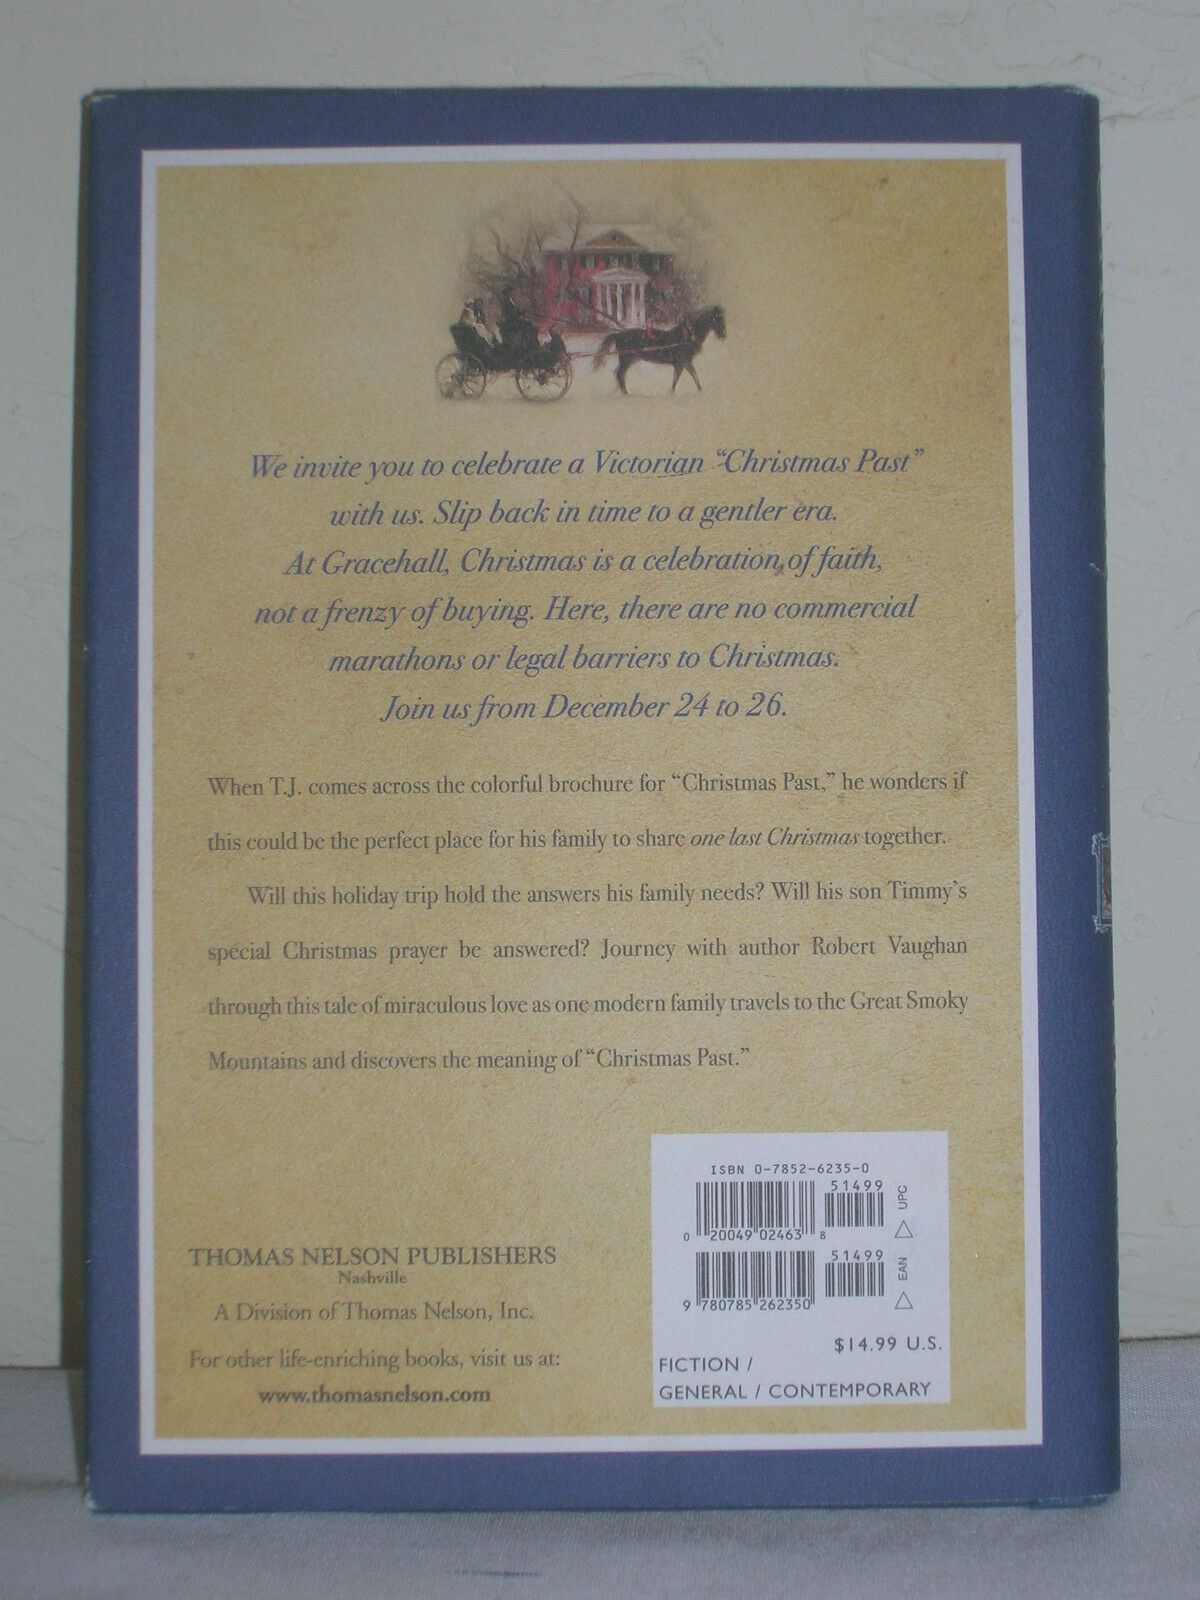 We invite you to celebrate a Victorian “Christmas Past”
with us. Slip back in time to a gentler era.
At Gracehall, Christmas is a celebration of faith,
not a frenzy of buying. Here, there are no commercial
marathons or legal barriers to Christmas.
Join us from December 24 to 26.
When T.J. comes across the colorful brochure for “Christmas Past,” he wonders if
this could be the perfect place for his family to share one last Christmas together.
Will this holiday trip hold the answers his family needs? Will his son Timmy’s
special Christmas prayer be answered? Journey with author Robert Vaughan
through this tale of miraculous love as one modern family travels to the Great Smoky
Mountains and discovers the meaning of “Christmas Past.”
THOMAS NELSON PUBLISHERS
Nashville
A Division of Thomas Nelson, Inc.
For other life-enriching books, visit us at:
www.thomasnelson.com
ISBN 0-7852-6235-0
51499
0 20049 02463 8
UPC
51499
9 780785 262350
EAN
$14.99 U.S.
FICTION /
GENERAL / CONTEMPORARY